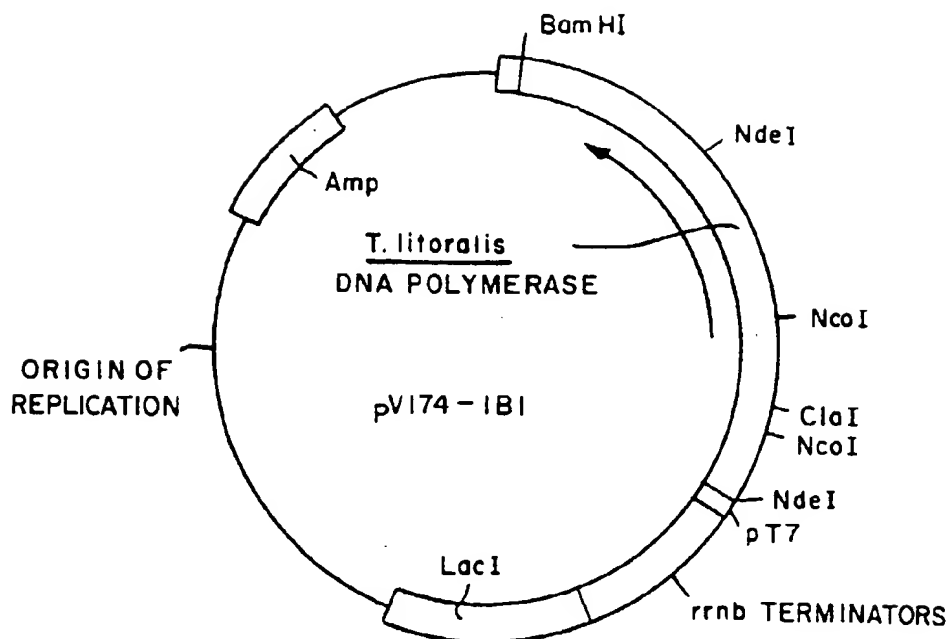 Bam HI
NdeI
Amp
T. litoralis
DNA POLYMERASE
NcoI
ORIGIN OF
REPLICATION
pV174-1B1
ClaI
NcoI
NdeI
pT7
LacI
rrnb TERMINATORS